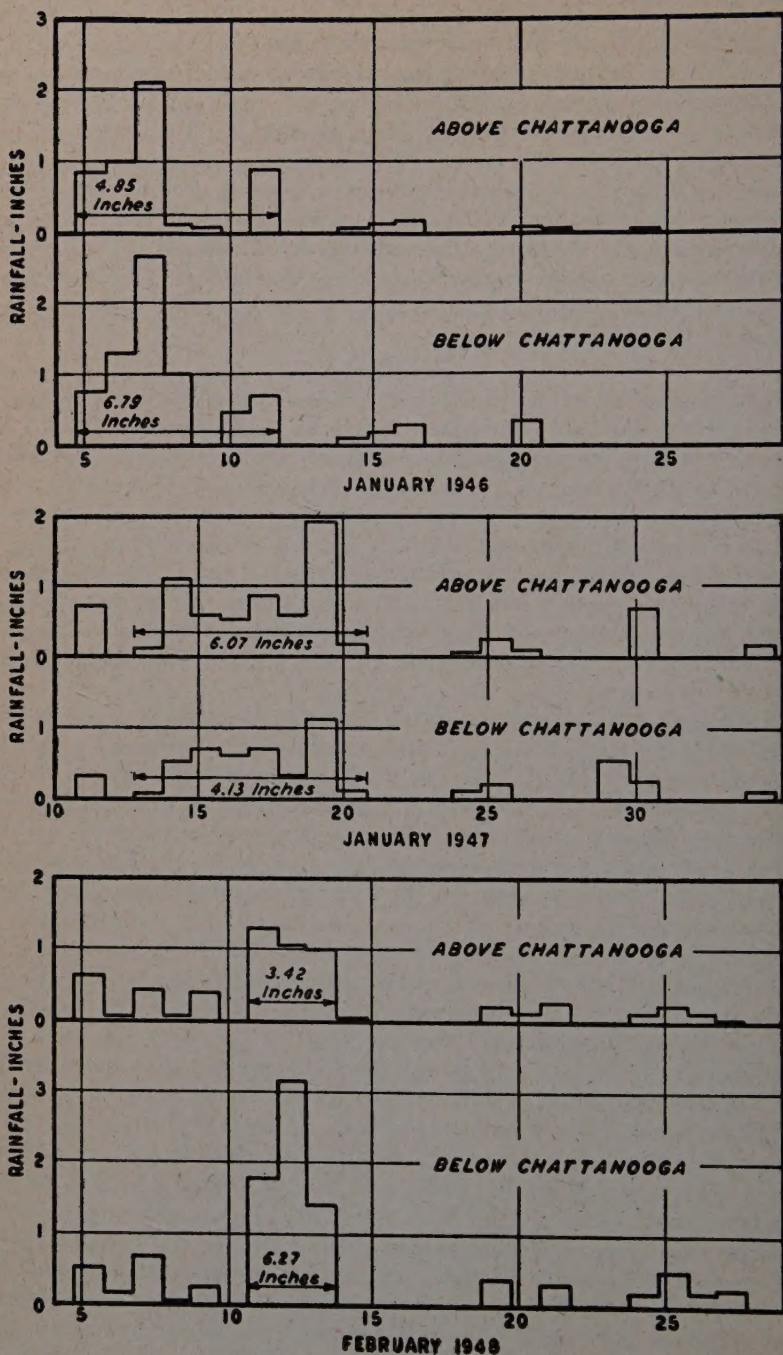 RAINFALL-INCHES
3
2
1
0
ABOVE CHATTANOOGA
4.85
Inches
2
1
0
BELOW CHATTANOOGA
6.79
Inches
5 10 15 20 25
JANUARY 1946
RAINFALL-INCHES
2
1
0
ABOVE CHATTANOOGA
6.07 Inches
1
0
BELOW CHATTANOOGA
4.13 Inches
10 15 20 25 30
JANUARY 1947
RAINFALL-INCHES
2
1
0
ABOVE CHATTANOOGA
3.42
Inches
3
2
1
0
BELOW CHATTANOOGA
6.27
Inches
5 10 15 20 25
FEBRUARY 1948